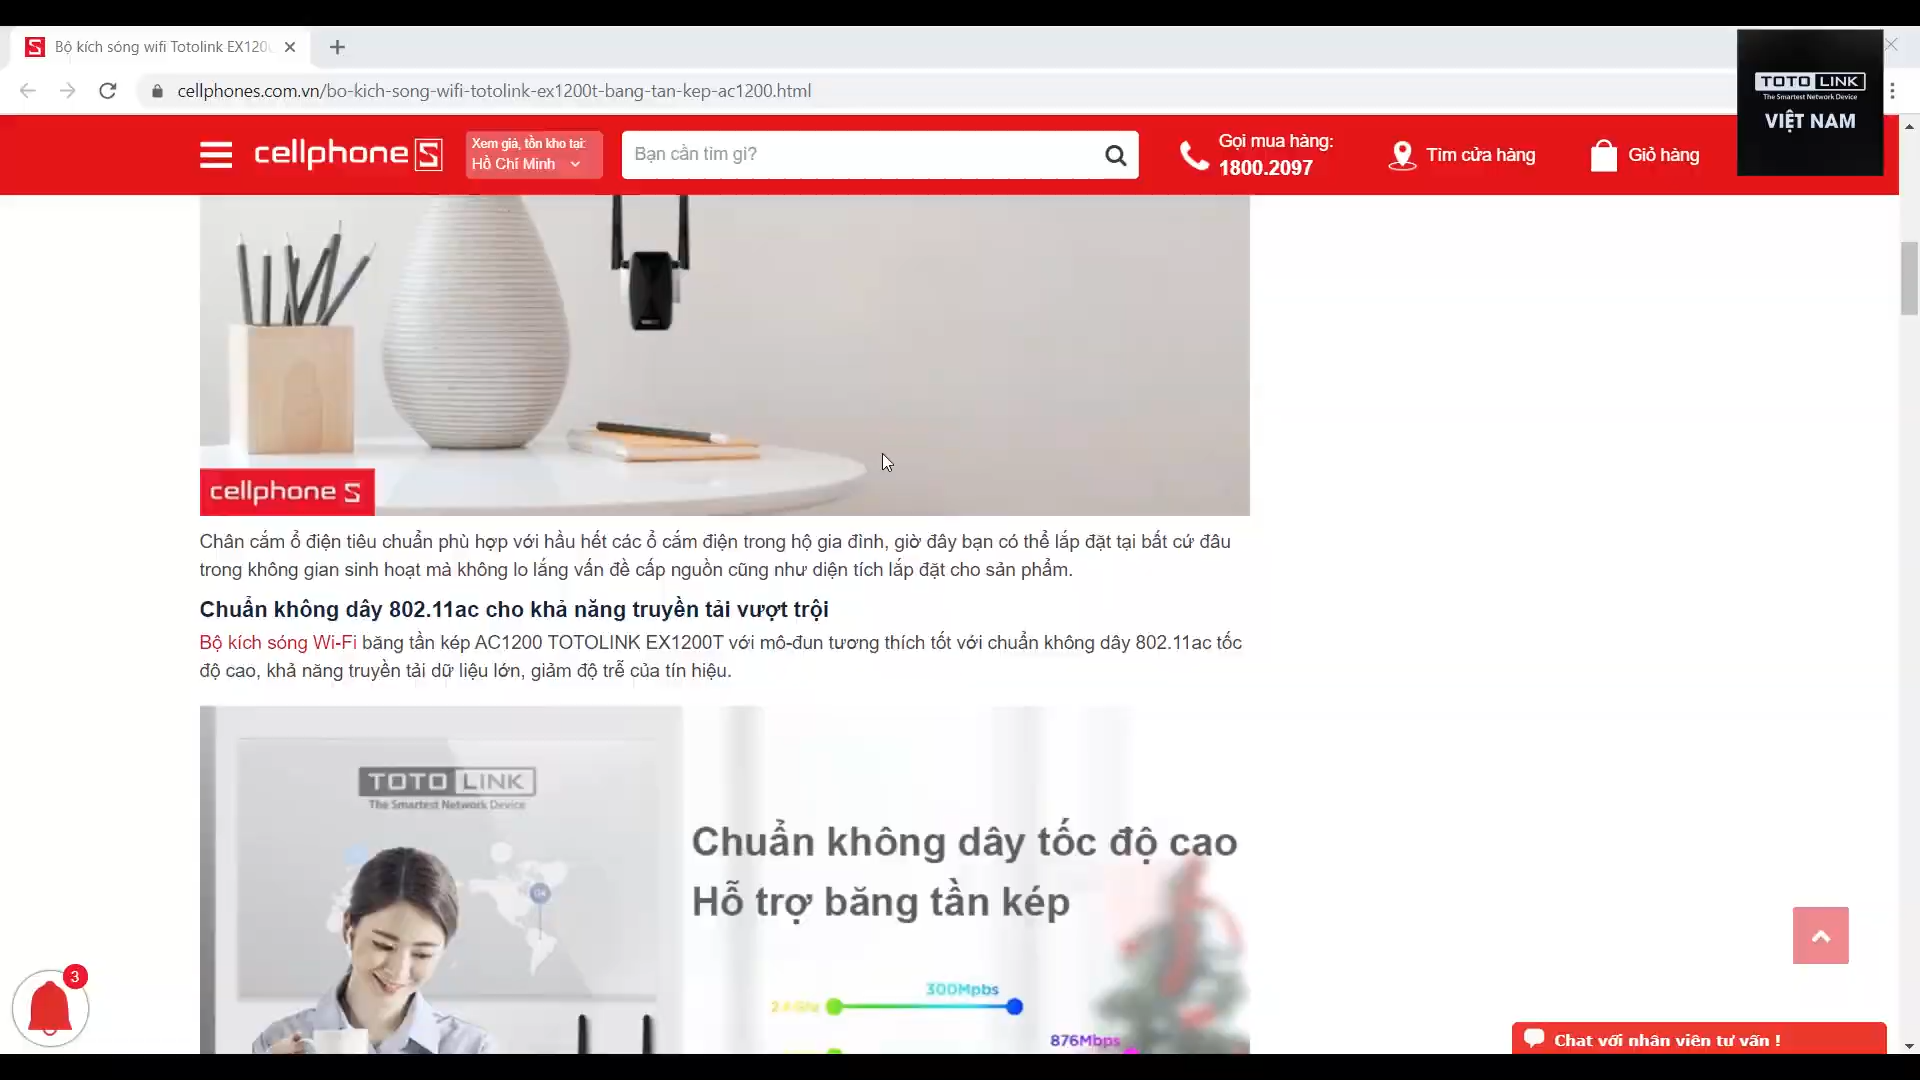 Bộ kích sóng wifi Totolink EX120
cellphones.com.vn/bo-kich-song-wifi-totolink-ex1200t-bang-tan-kep-ac1200.html
TOTO LINK
The Smartest Network Device
VIỆT NAM
cellphone S
Xem giá, tồn kho tại:
Hồ Chí Minh
Bạn cần tìm gì?
Gọi mua hàng:
1800.2097
Tìm cửa hàng
Giỏ hàng
cellphone S
Chân cắm ổ điện tiêu chuẩn phù hợp với hầu hết các ổ cắm điện trong hộ gia đình, giờ đây bạn có thể lắp đặt tại bất cứ đâu
trong không gian sinh hoạt mà không lo lắng vấn đề cấp nguồn cũng như diện tích lắp đặt cho sản phẩm.
Chuẩn không dây 802.11ac cho khả năng truyền tải vượt trội
Bộ kích sóng Wi-Fi băng tần kép AC1200 TOTOLINK EX1200T với mô-đun tương thích tốt với chuẩn không dây 802.11ac tốc
độ cao, khả năng truyền tải dữ liệu lớn, giảm độ trễ của tín hiệu.
TOTO LINK
The Smartest Network Device
Chuẩn không dây tốc độ cao
Hỗ trợ băng tần kép
300Mpbs
876Mbps
3
Chat với nhân viên tư vấn !